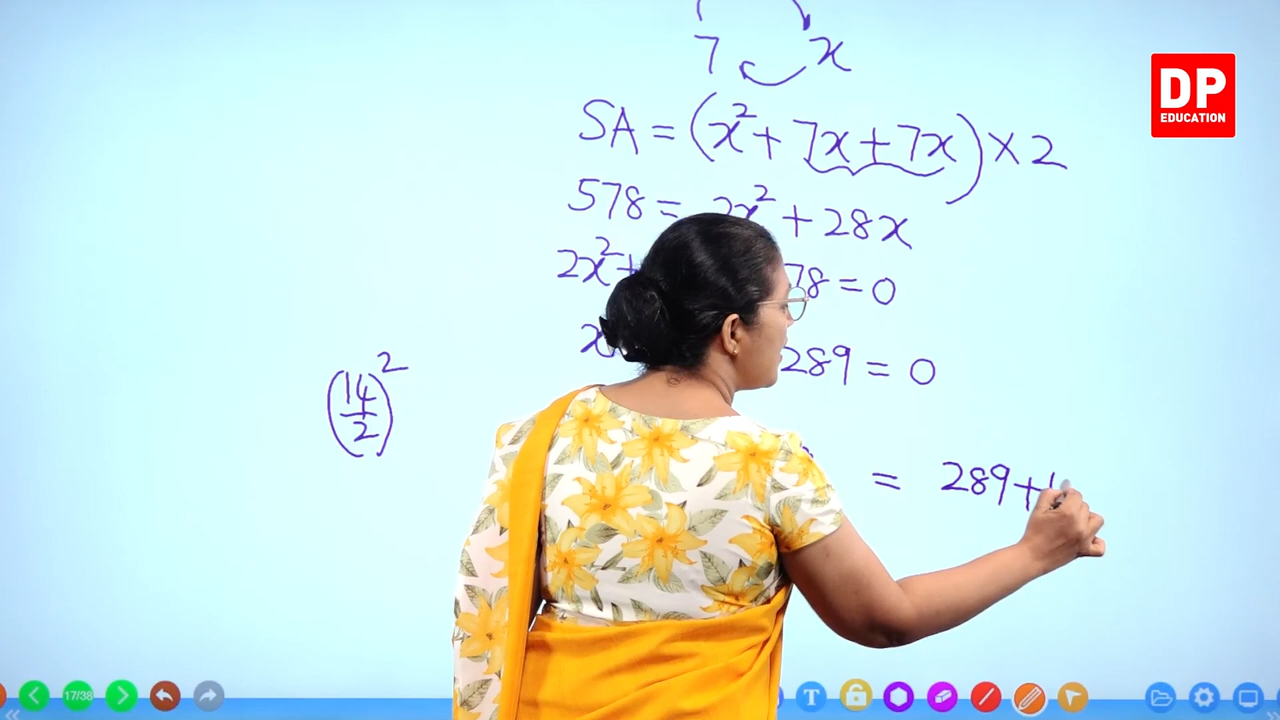 7 x
DP
EDUCATION
SA = (x² + 7x + 7x) × 2
578 = 2x² + 28x
2x² + 78 = 0
x 289 = 0
(14/2)²
= 289 +
17/38
T